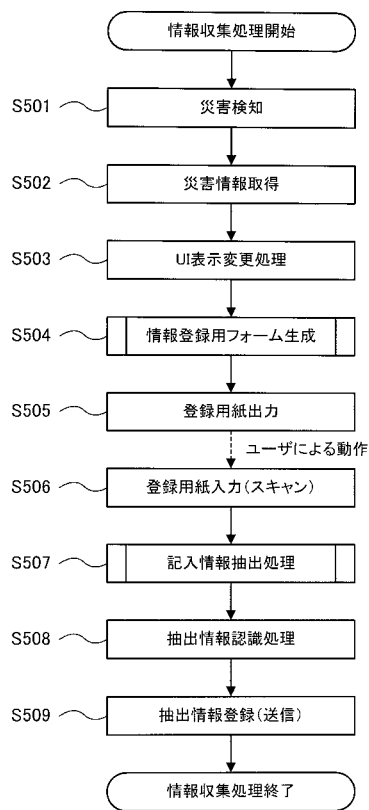 情報収集処理開始
S501 災害検知
S502 災害情報取得
S503 UI表示変更処理
S504 情報登録用フォーム生成
S505 登録用紙出力
ユーザによる動作
S506 登録用紙入力(スキャン)
S507 記入情報抽出処理
S508 抽出情報認識処理
S509 抽出情報登録(送信)
情報収集処理終了